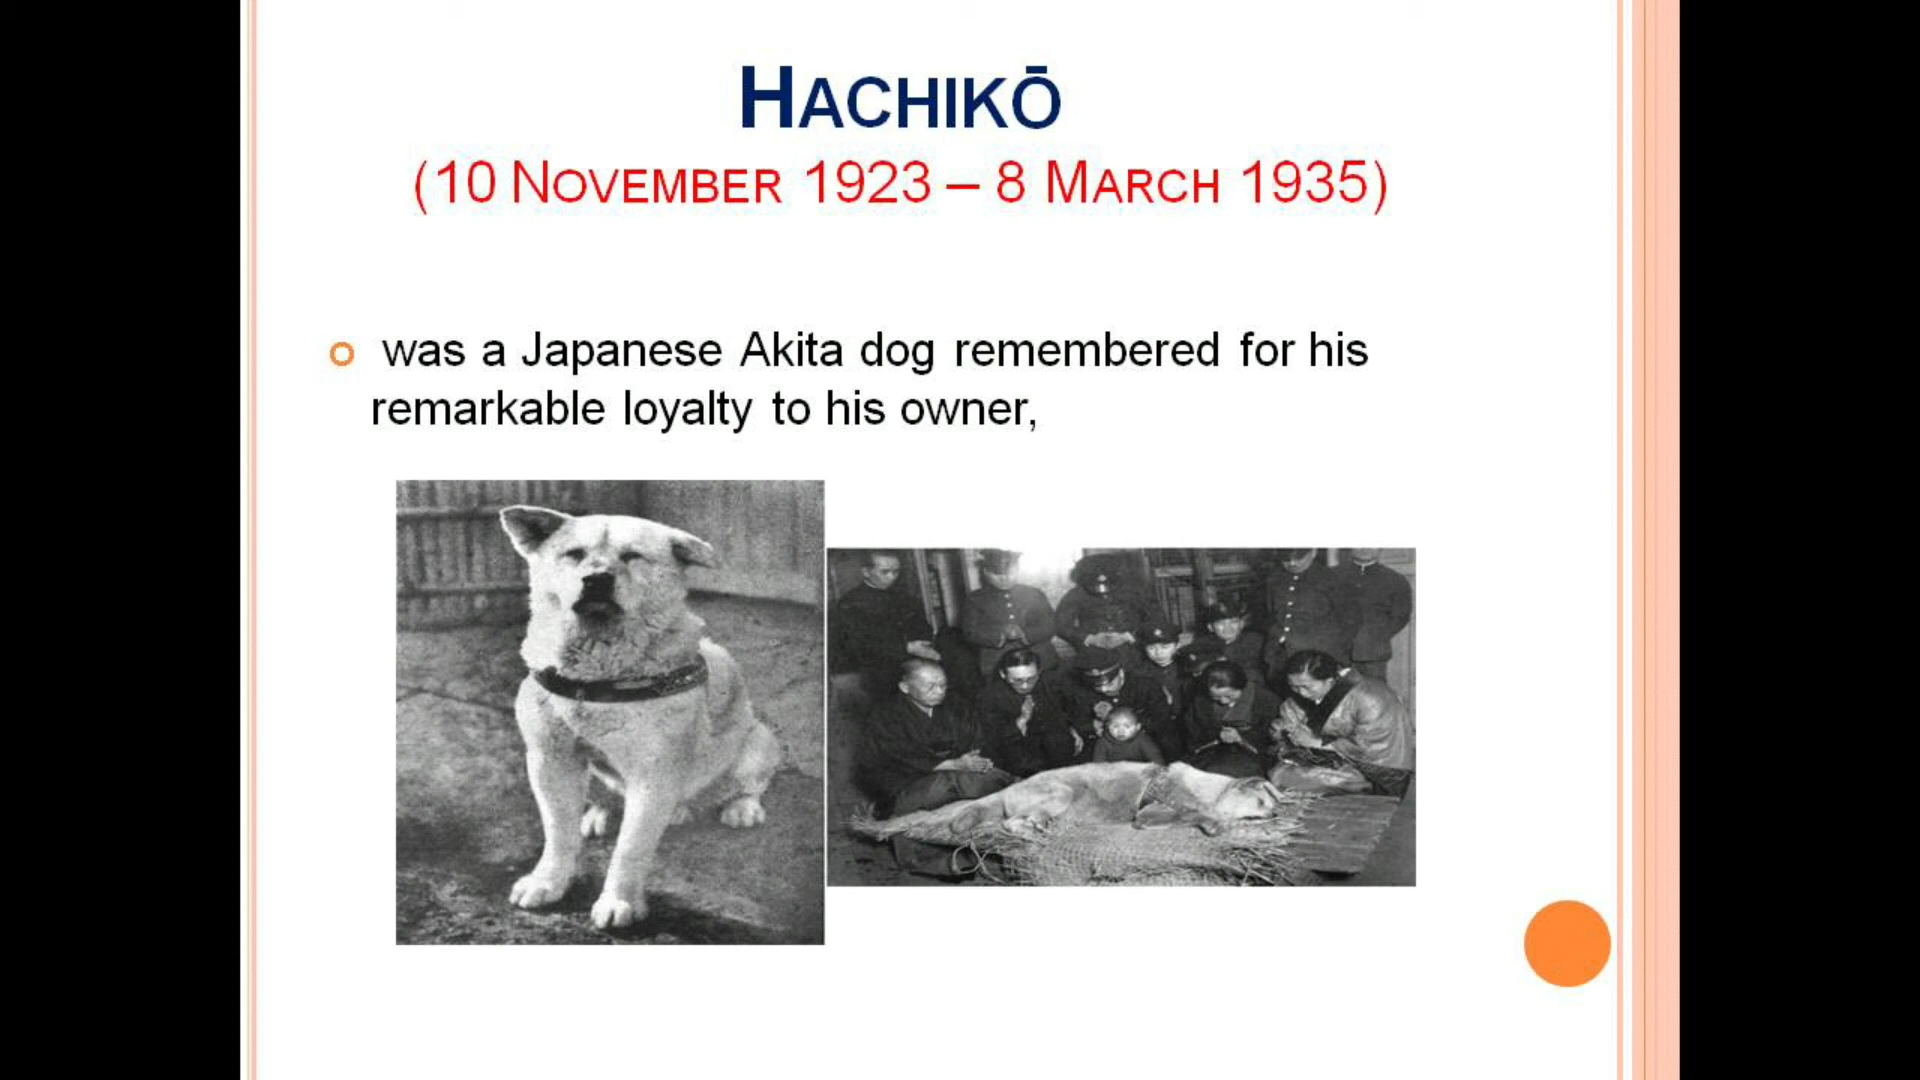 HACHIKŌ
(10 NOVEMBER 1923 – 8 MARCH 1935)
was a Japanese Akita dog remembered for his
remarkable loyalty to his owner,